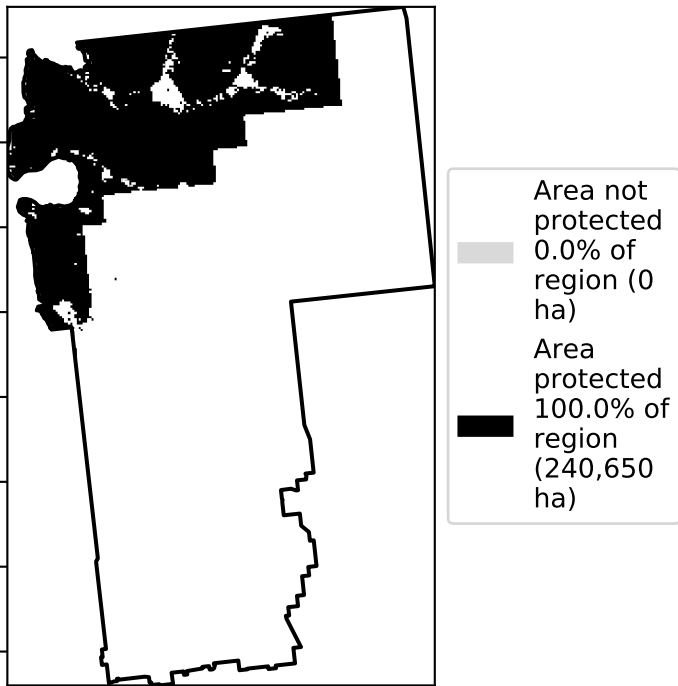 Area not
protected
0.0% of
region (0
ha)
Area
protected
100.0% of
region
(240,650
ha)